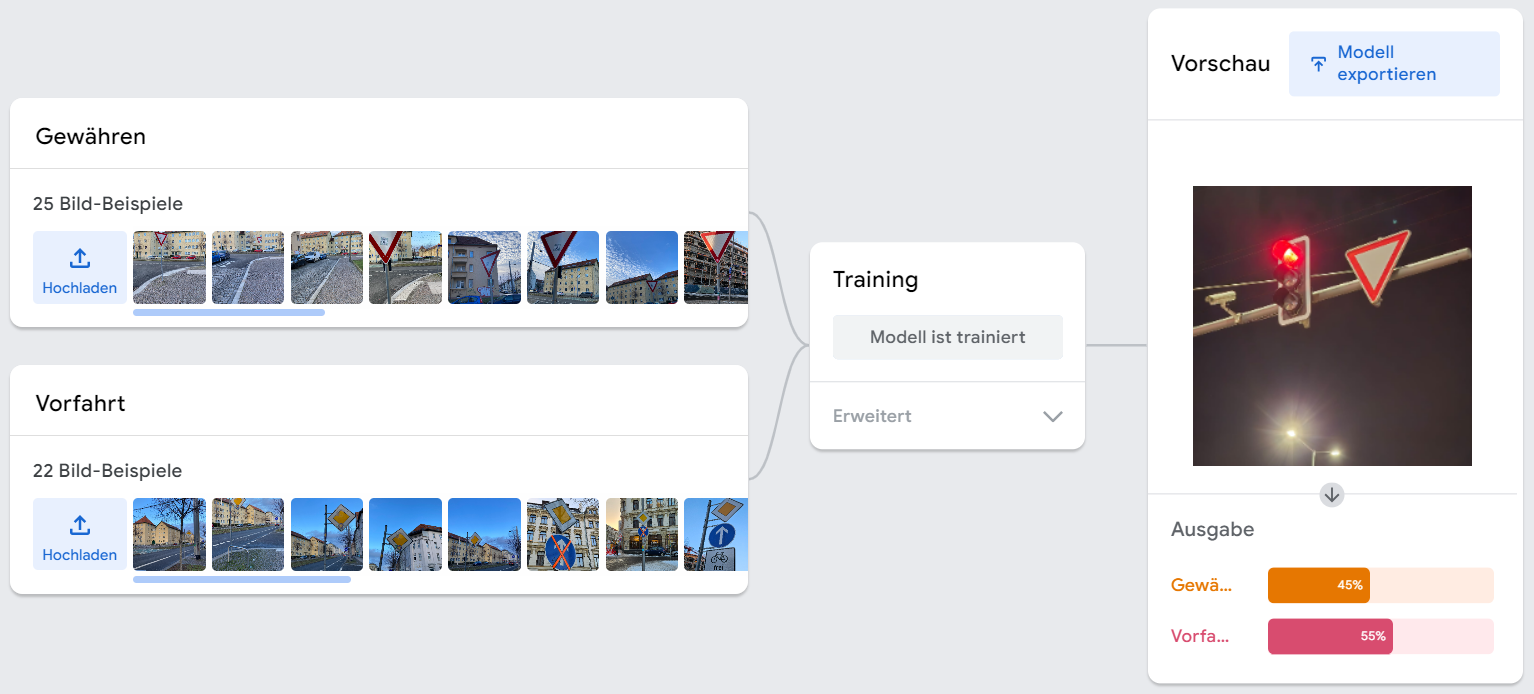 Gewähren
25 Bild-Beispiele
Hochladen
Vorfahrt
22 Bild-Beispiele
Hochladen
Training
Modell ist trainiert
Erweitert
Vorschau
Modell
exportieren
Ausgabe
Gewä...
45%
Vorfa...
55%